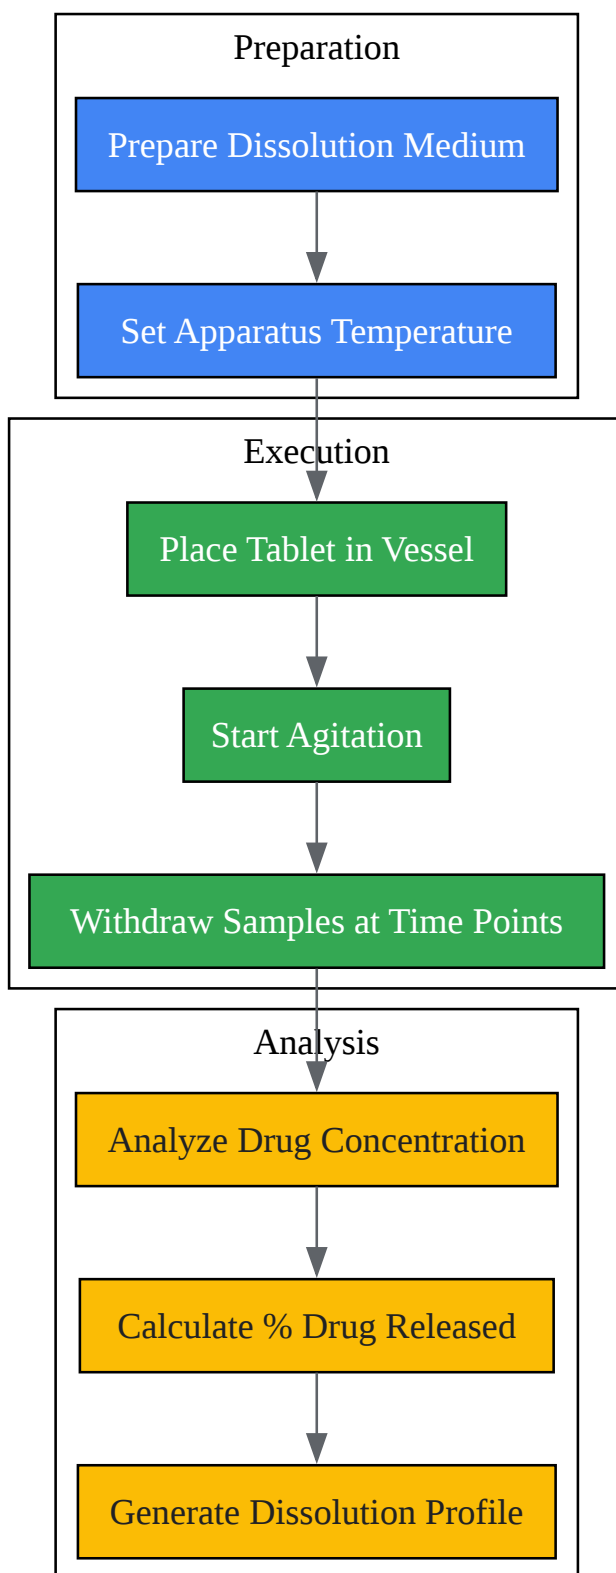 Preparation
Prepare Dissolution Medium
Set Apparatus Temperature
Execution
Place Tablet in Vessel
Start Agitation
Withdraw Samples at Time Points
Analysis
Analyze Drug Concentration
Calculate % Drug Released
Generate Dissolution Profile